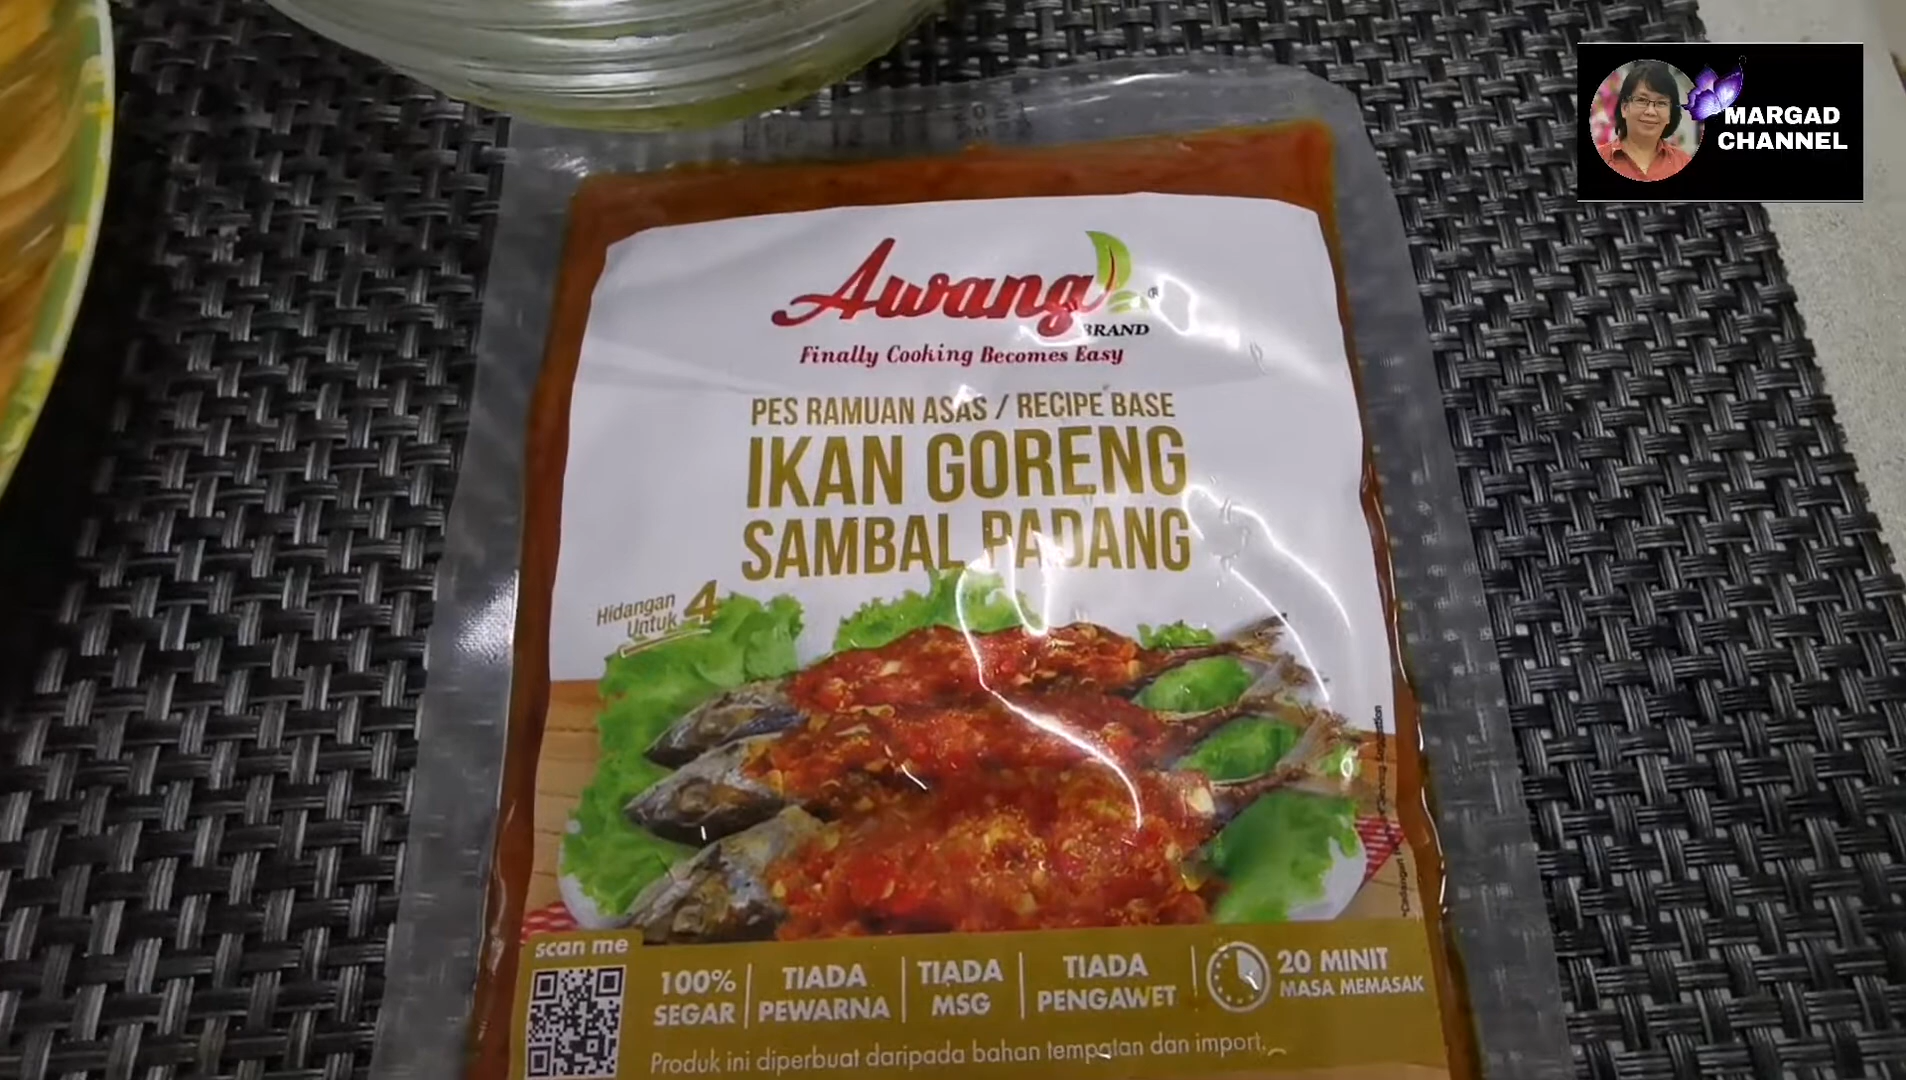 MARGAD
CHANNEL
Awang
BRAND
Finally Cooking Becomes Easy
PES RAMUAN ASAS / RECIPE BASE
IKAN GORENG
SAMBAL PADANG
Hidangan
Untuk 4
scan me
100%
SEGAR
TIADA
PEWARNA
TIADA
MSG
TIADA
PENGAWET
20 MINIT
MASA MEMASAK
Produk ini diperbuat daripada bahan tempatan dan import.